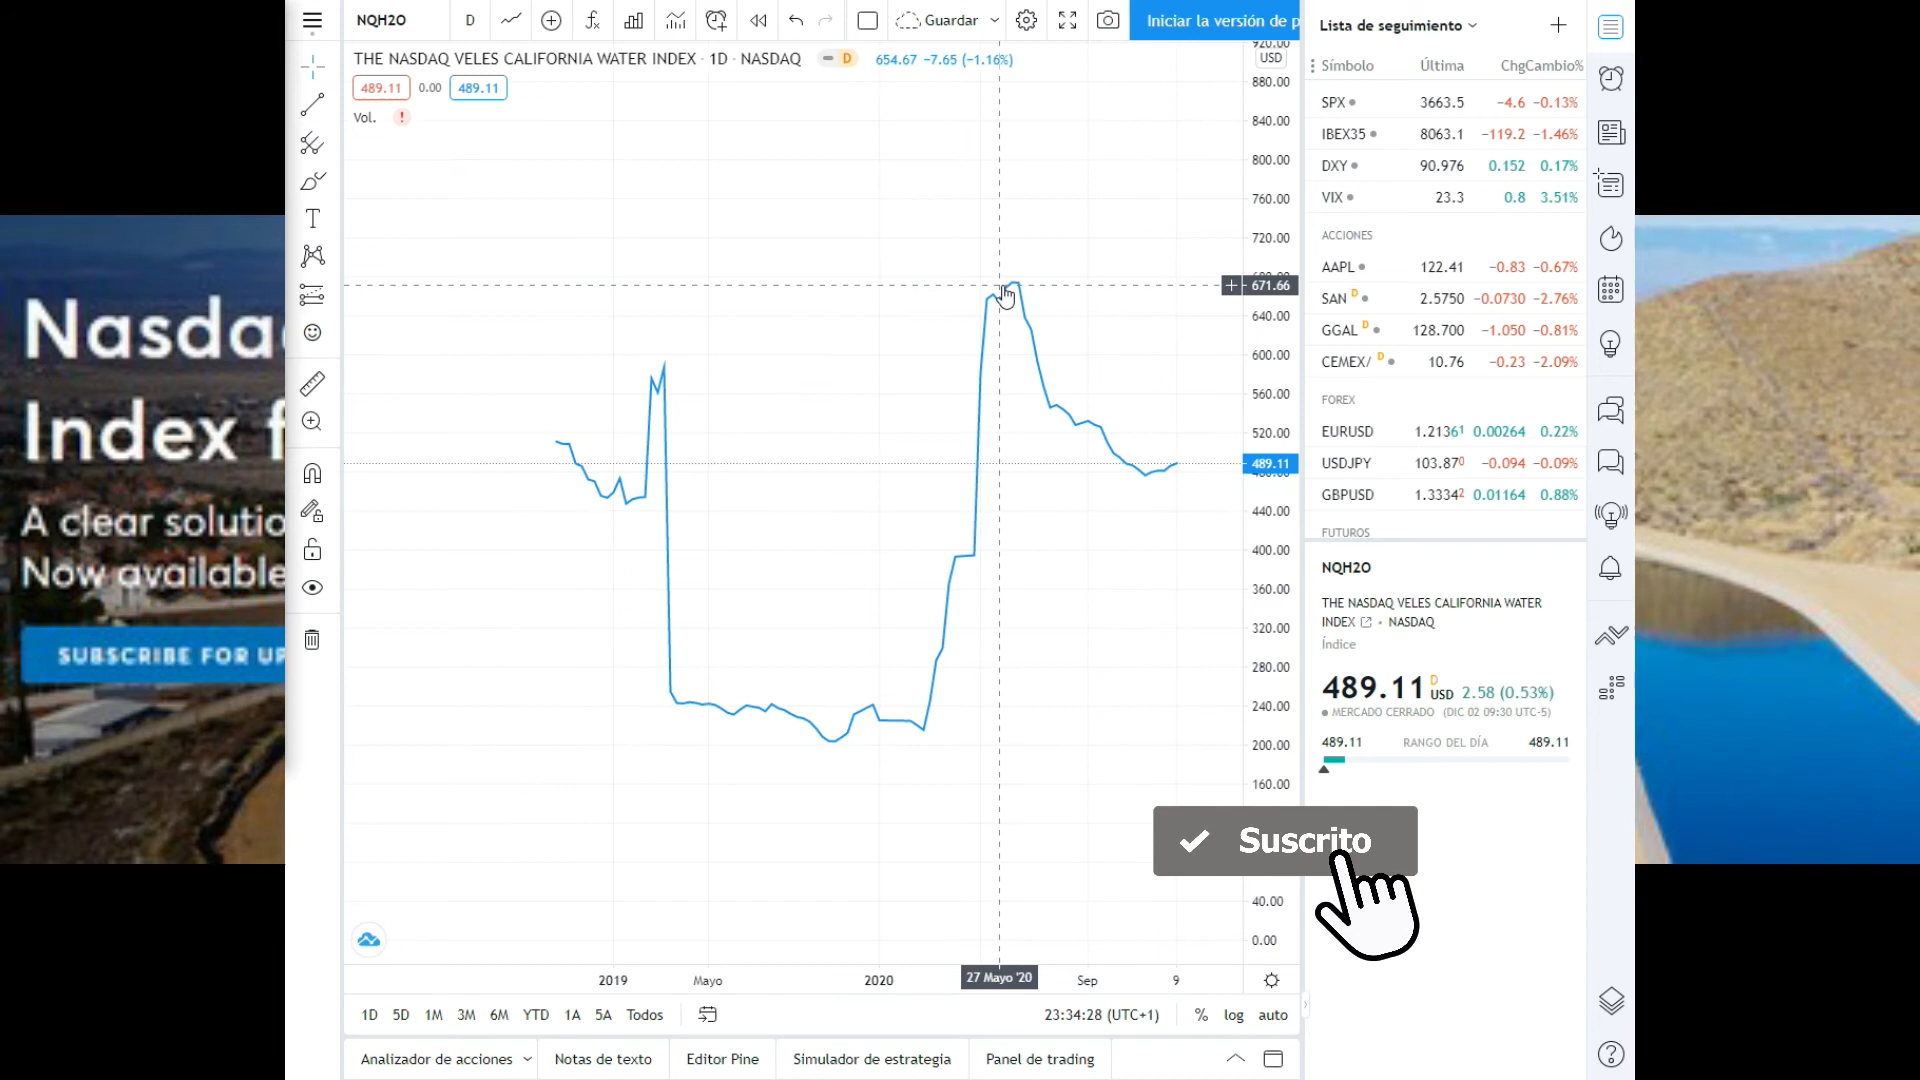 NQH2O
D
Guardar
Iniciar la versión de p
THE NASDAQ VELES CALIFORNIA WATER INDEX · 1D · NASDAQ
D
654.67 −7.65 (−1.16%)
489.11
0.00
489.11
Vol.
!
920.00
USD
880.00
840.00
800.00
760.00
720.00
680.00
671.66
640.00
600.00
560.00
520.00
489.11
480.00
440.00
400.00
360.00
320.00
280.00
240.00
200.00
160.00
40.00
0.00
2019
Mayo
2020
27 Mayo '20
Sep
9
1D 5D 1M 3M 6M YTD 1A 5A Todos
23:34:28 (UTC+1)
% log auto
Analizador de acciones
Notas de texto
Editor Pine
Simulador de estrategia
Panel de trading
Lista de seguimiento
Símbolo Última Chg Cambio%
SPX 3663.5 −4.6 −0.13%
IBEX35 8063.1 −119.2 −1.46%
DXY 90.976 0.152 0.17%
VIX 23.3 0.8 3.51%
ACCIONES
AAPL 122.41 −0.83 −0.67%
SAN D 2.5750 −0.0730 −2.76%
GGAL D 128.700 −1.050 −0.81%
CEMEX/ D 10.76 −0.23 −2.09%
FOREX
EURUSD 1.21361 0.00264 0.22%
USDJPY 103.870 −0.094 −0.09%
GBPUSD 1.33342 0.01164 0.88%
FUTUROS
NQH2O
THE NASDAQ VELES CALIFORNIA WATER
INDEX • NASDAQ
Índice
489.11 D USD 2.58 (0.53%)
MERCADO CERRADO (DIC 02 09:30 UTC-5)
489.11 RANGO DEL DÍA 489.11
Suscrito
Nasda
Index f
A clear solutio
Now available
SUBSCRIBE FOR UP